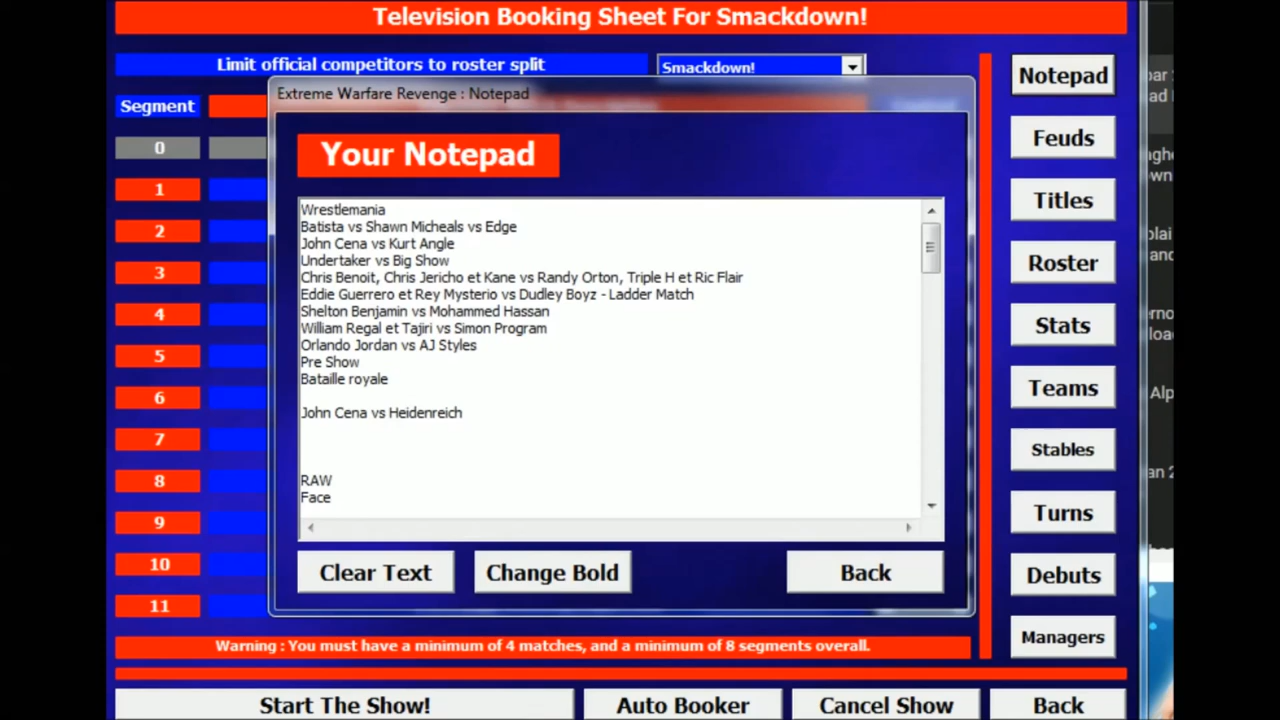 Television Booking Sheet For Smackdown!
Limit official competitors to roster split
Smackdown!
Segment
0
1
2
3
4
5
6
7
8
9
10
11
Extreme Warfare Revenge : Notepad
Your Notepad
Wrestlemania
Batista vs Shawn Micheals vs Edge
John Cena vs Kurt Angle
Undertaker vs Big Show
Chris Benoit, Chris Jericho et Kane vs Randy Orton, Triple H et Ric Flair
Eddie Guerrero et Rey Mysterio vs Dudley Boyz - Ladder Match
Shelton Benjamin vs Mohammed Hassan
William Regal et Tajiri vs Simon Program
Orlando Jordan vs AJ Styles
Pre Show
Bataille royale
John Cena vs Heidenreich
RAW
Face
Clear Text
Change Bold
Back
Notepad
Feuds
Titles
Roster
Stats
Teams
Stables
Turns
Debuts
Managers
Warning : You must have a minimum of 4 matches, and a minimum of 8 segments overall.
Start The Show!
Auto Booker
Cancel Show
Back